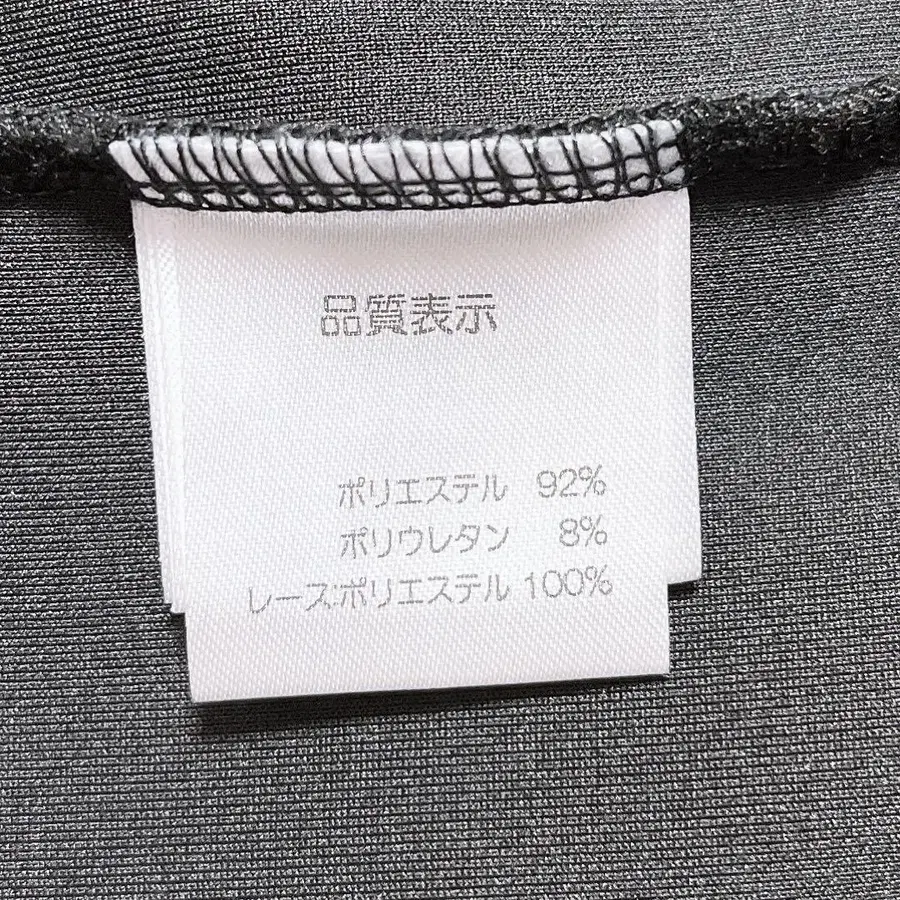 品質表示
ポリエステル 92%
ポリウレタン 8%
レース:ポリエステル 100%